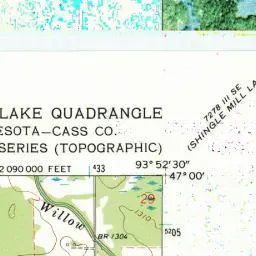 LAKE QUADRANGLE
ESOTA—CASS CO.
SERIES (TOPOGRAPHIC)
7278 III SE
(SHINGLE MILL LA
2 090 000 FEET
433
93°52'30"
47°00'
Willow
29
1310
5205
BR 1304